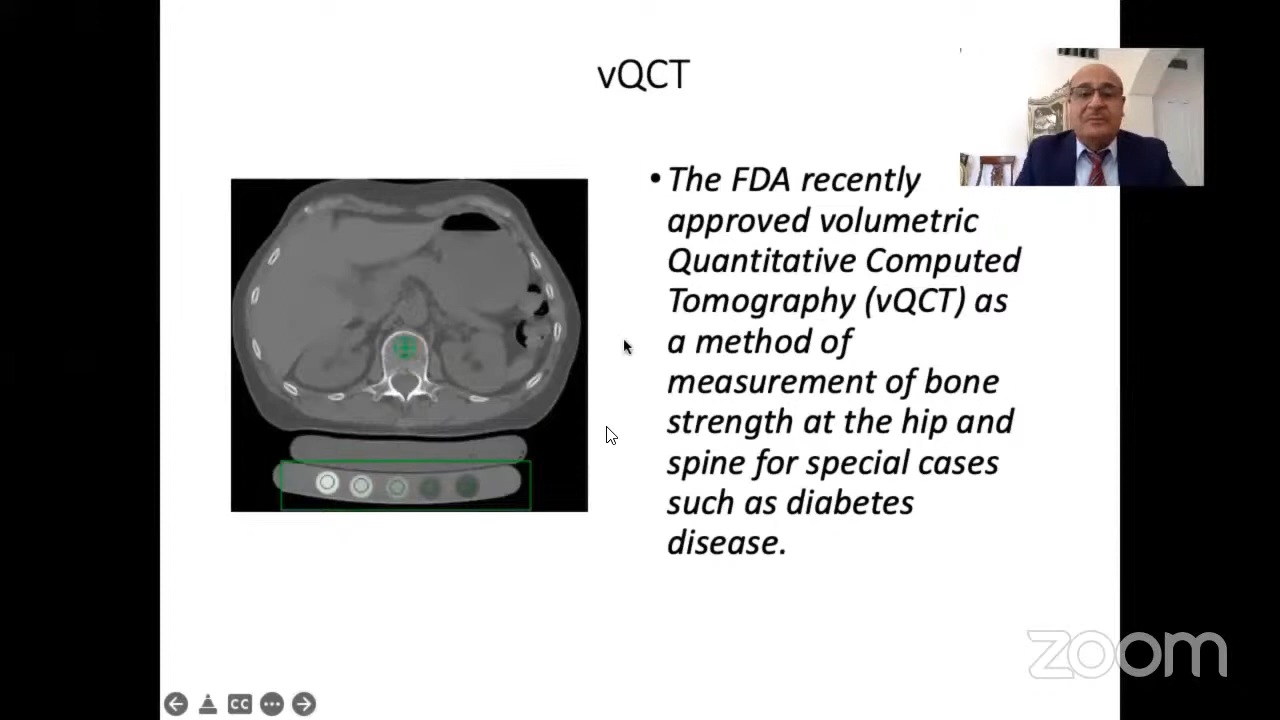 vQCT
• The FDA recently
approved volumetric
Quantitative Computed
Tomography (vQCT) as
a method of
measurement of bone
strength at the hip and
spine for special cases
such as diabetes
disease.
zoom
CC